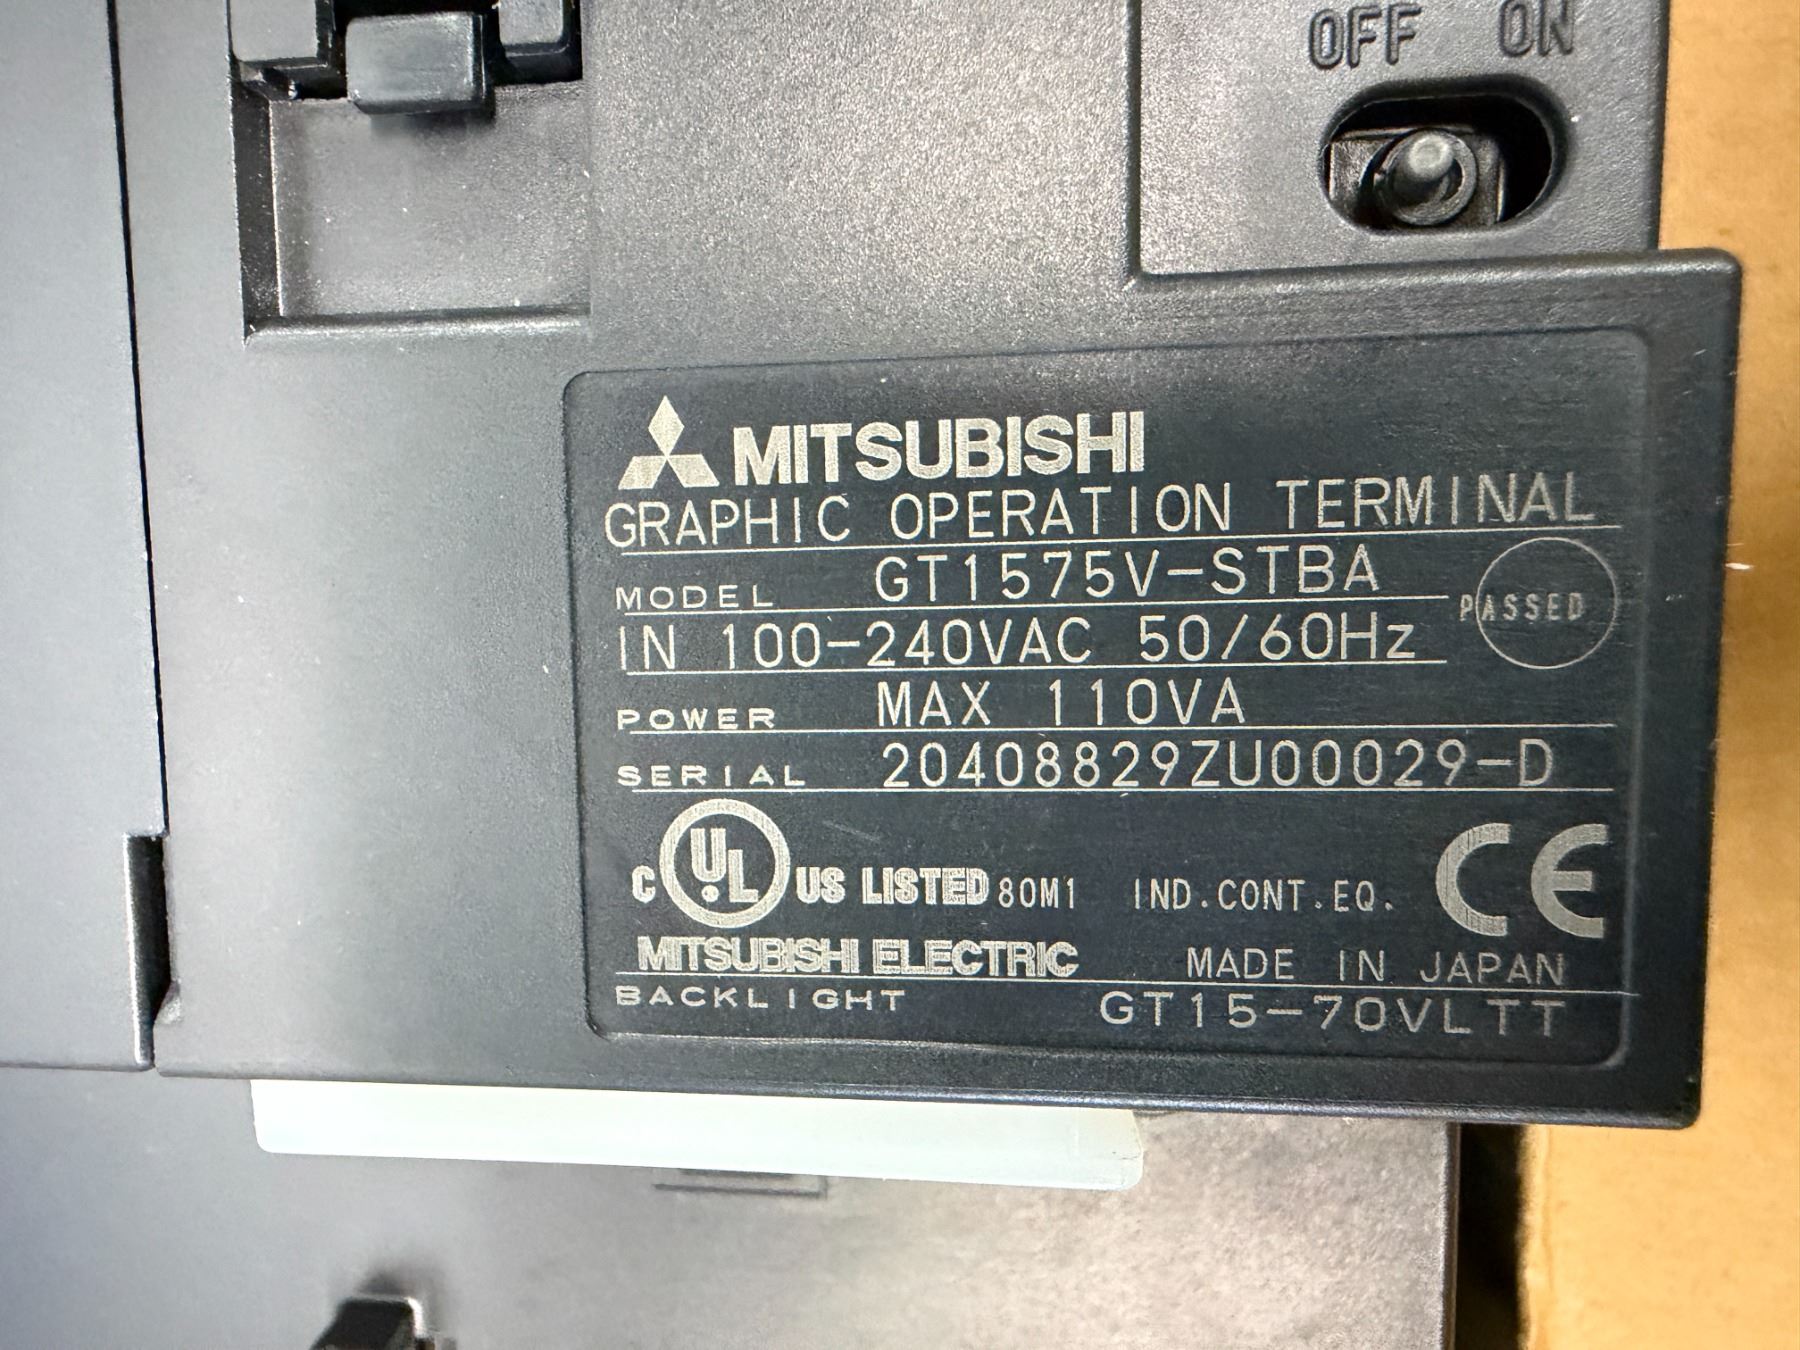 OFF ON
MITSUBISHI
GRAPHIC OPERATION TERMINAL
MODEL GT1575V-STBA
PASSED
IN 100-240VAC 50/60Hz
POWER MAX 110VA
SERIAL 20408829ZU00029-D
C UL US LISTED 80M1 IND.CONT.EQ. CE
MITSUBISHI ELECTRIC MADE IN JAPAN
BACKLIGHT GT15-70VLTT